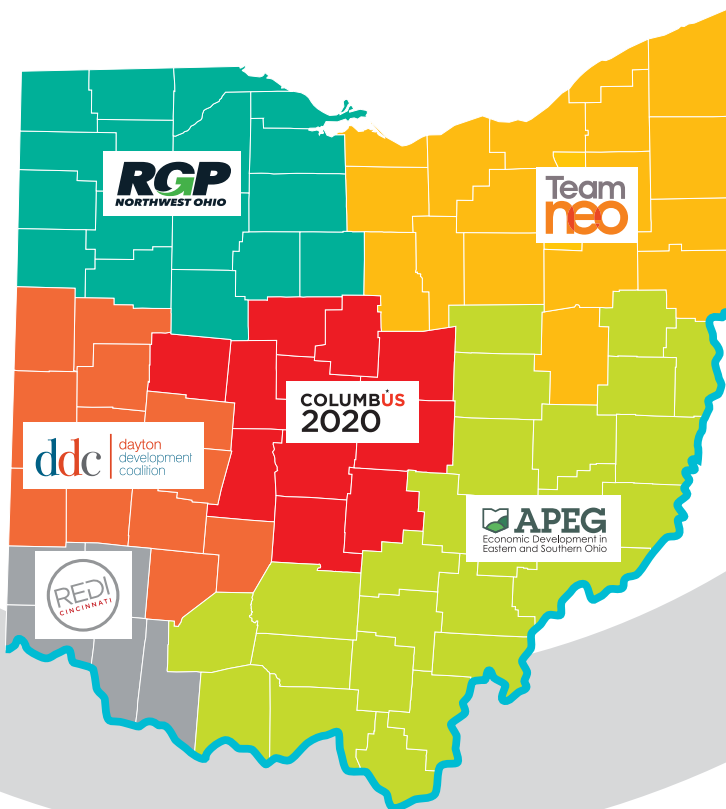 RGP
NORTHWEST OHIO
Team
neo
COLUMBUS
2020
ddc
dayton
development
coalition
APEG
Economic Development in
Eastern and Southern Ohio
REDI
CINCINNATI